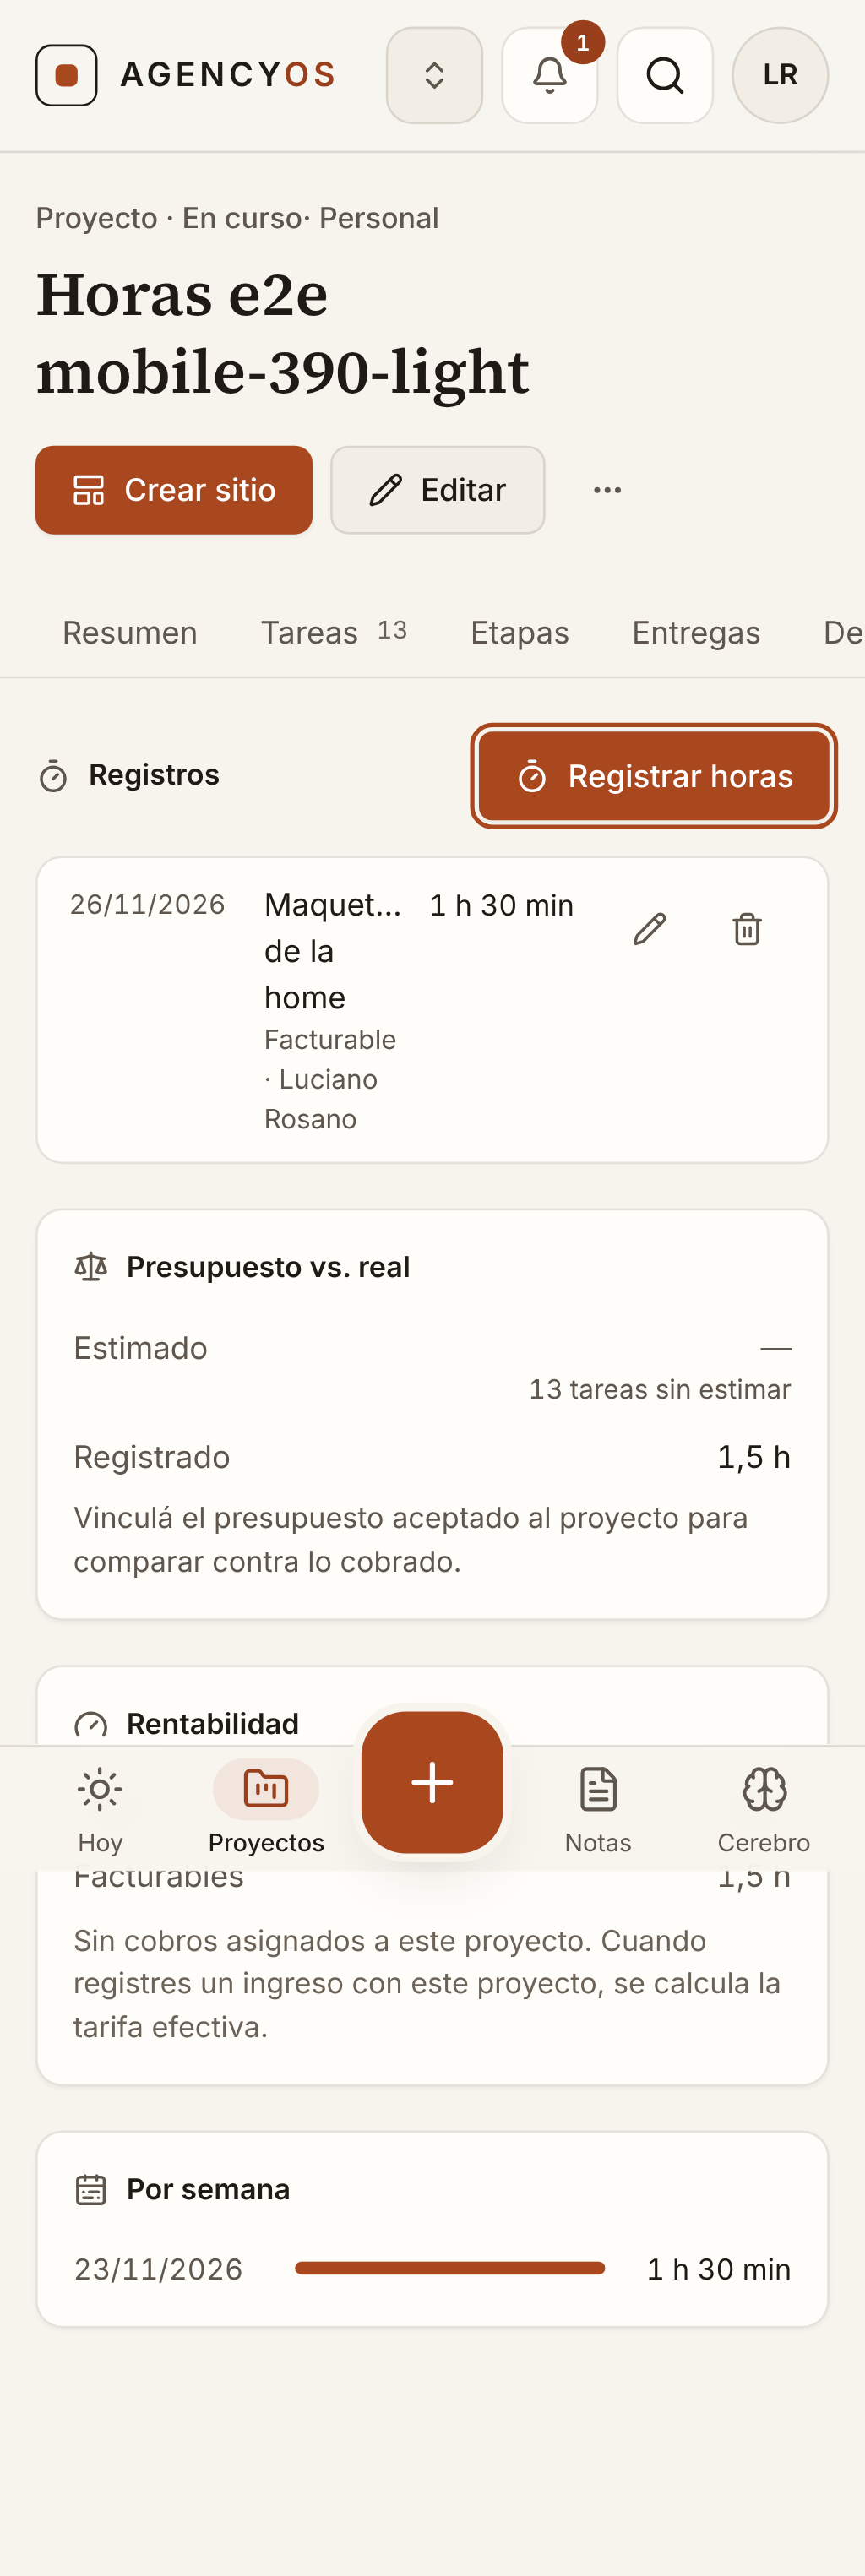 AGENCYOS
1
LR
Proyecto · En curso· Personal
Horas e2e
mobile-390-light
Crear sitio
Editar
Resumen
Tareas 13
Etapas
Entregas
De
Registros
Registrar horas
26/11/2026
Maquet...
de la
home
Facturable
· Luciano
Rosano
1 h 30 min
Presupuesto vs. real
Estimado
—
13 tareas sin estimar
Registrado
1,5 h
Vinculá el presupuesto aceptado al proyecto para
comparar contra lo cobrado.
Rentabilidad
Hoy
Proyectos
Notas
Cerebro
Facturables
1,5 h
Sin cobros asignados a este proyecto. Cuando
registres un ingreso con este proyecto, se calcula la
tarifa efectiva.
Por semana
23/11/2026
1 h 30 min